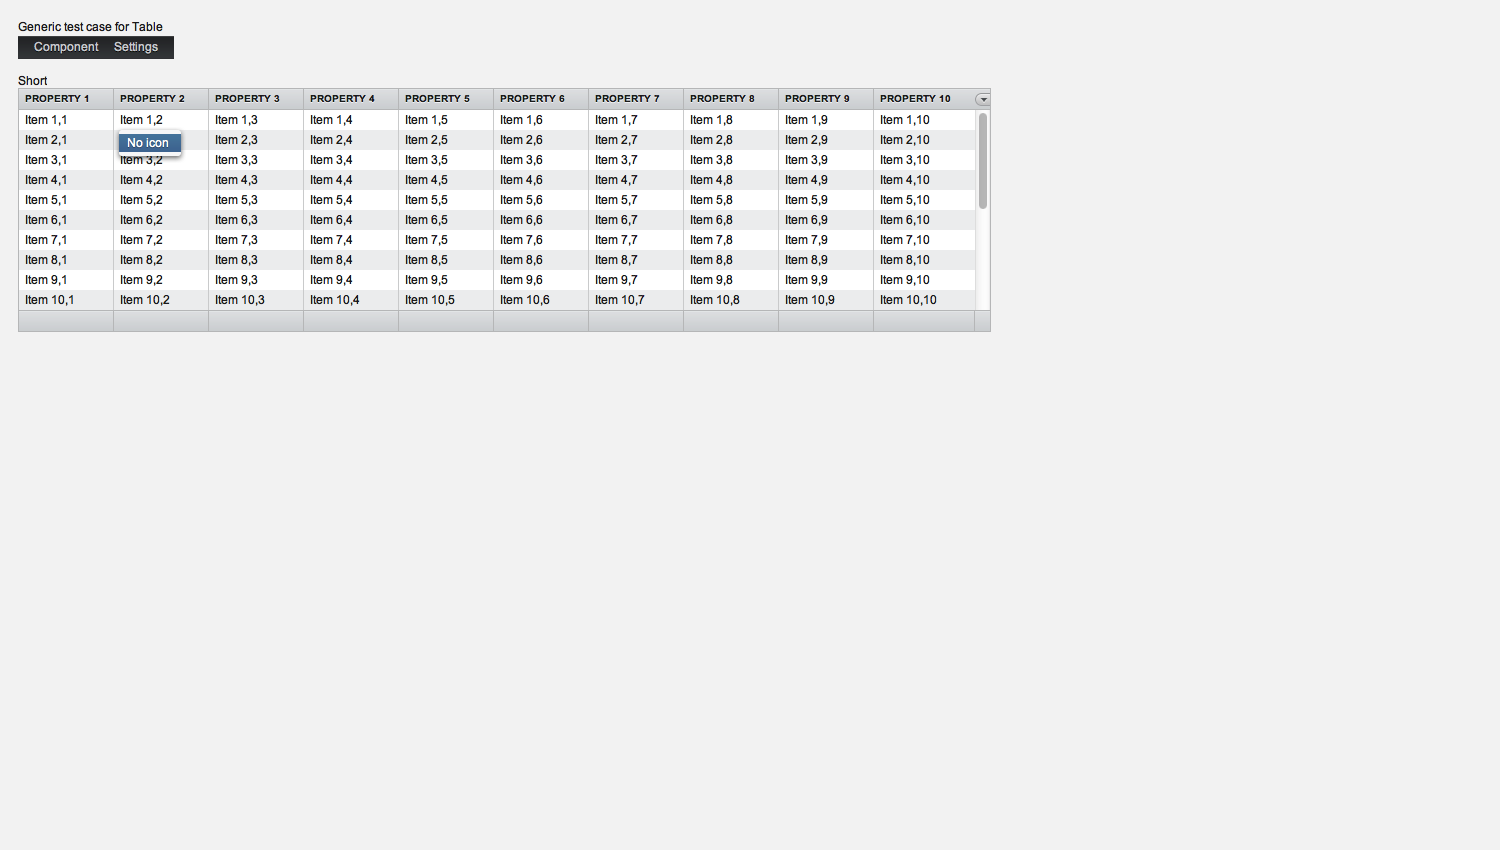 Generic test case for Table
Component Settings
Short
PROPERTY 1 PROPERTY 2 PROPERTY 3 PROPERTY 4 PROPERTY 5 PROPERTY 6 PROPERTY 7 PROPERTY 8 PROPERTY 9 PROPERTY 10
Item 1,1 Item 1,2 Item 1,3 Item 1,4 Item 1,5 Item 1,6 Item 1,7 Item 1,8 Item 1,9 Item 1,10
Item 2,1 No icon Item 2,3 Item 2,4 Item 2,5 Item 2,6 Item 2,7 Item 2,8 Item 2,9 Item 2,10
Item 3,1 Item 3,2 Item 3,3 Item 3,4 Item 3,5 Item 3,6 Item 3,7 Item 3,8 Item 3,9 Item 3,10
Item 4,1 Item 4,2 Item 4,3 Item 4,4 Item 4,5 Item 4,6 Item 4,7 Item 4,8 Item 4,9 Item 4,10
Item 5,1 Item 5,2 Item 5,3 Item 5,4 Item 5,5 Item 5,6 Item 5,7 Item 5,8 Item 5,9 Item 5,10
Item 6,1 Item 6,2 Item 6,3 Item 6,4 Item 6,5 Item 6,6 Item 6,7 Item 6,8 Item 6,9 Item 6,10
Item 7,1 Item 7,2 Item 7,3 Item 7,4 Item 7,5 Item 7,6 Item 7,7 Item 7,8 Item 7,9 Item 7,10
Item 8,1 Item 8,2 Item 8,3 Item 8,4 Item 8,5 Item 8,6 Item 8,7 Item 8,8 Item 8,9 Item 8,10
Item 9,1 Item 9,2 Item 9,3 Item 9,4 Item 9,5 Item 9,6 Item 9,7 Item 9,8 Item 9,9 Item 9,10
Item 10,1 Item 10,2 Item 10,3 Item 10,4 Item 10,5 Item 10,6 Item 10,7 Item 10,8 Item 10,9 Item 10,10